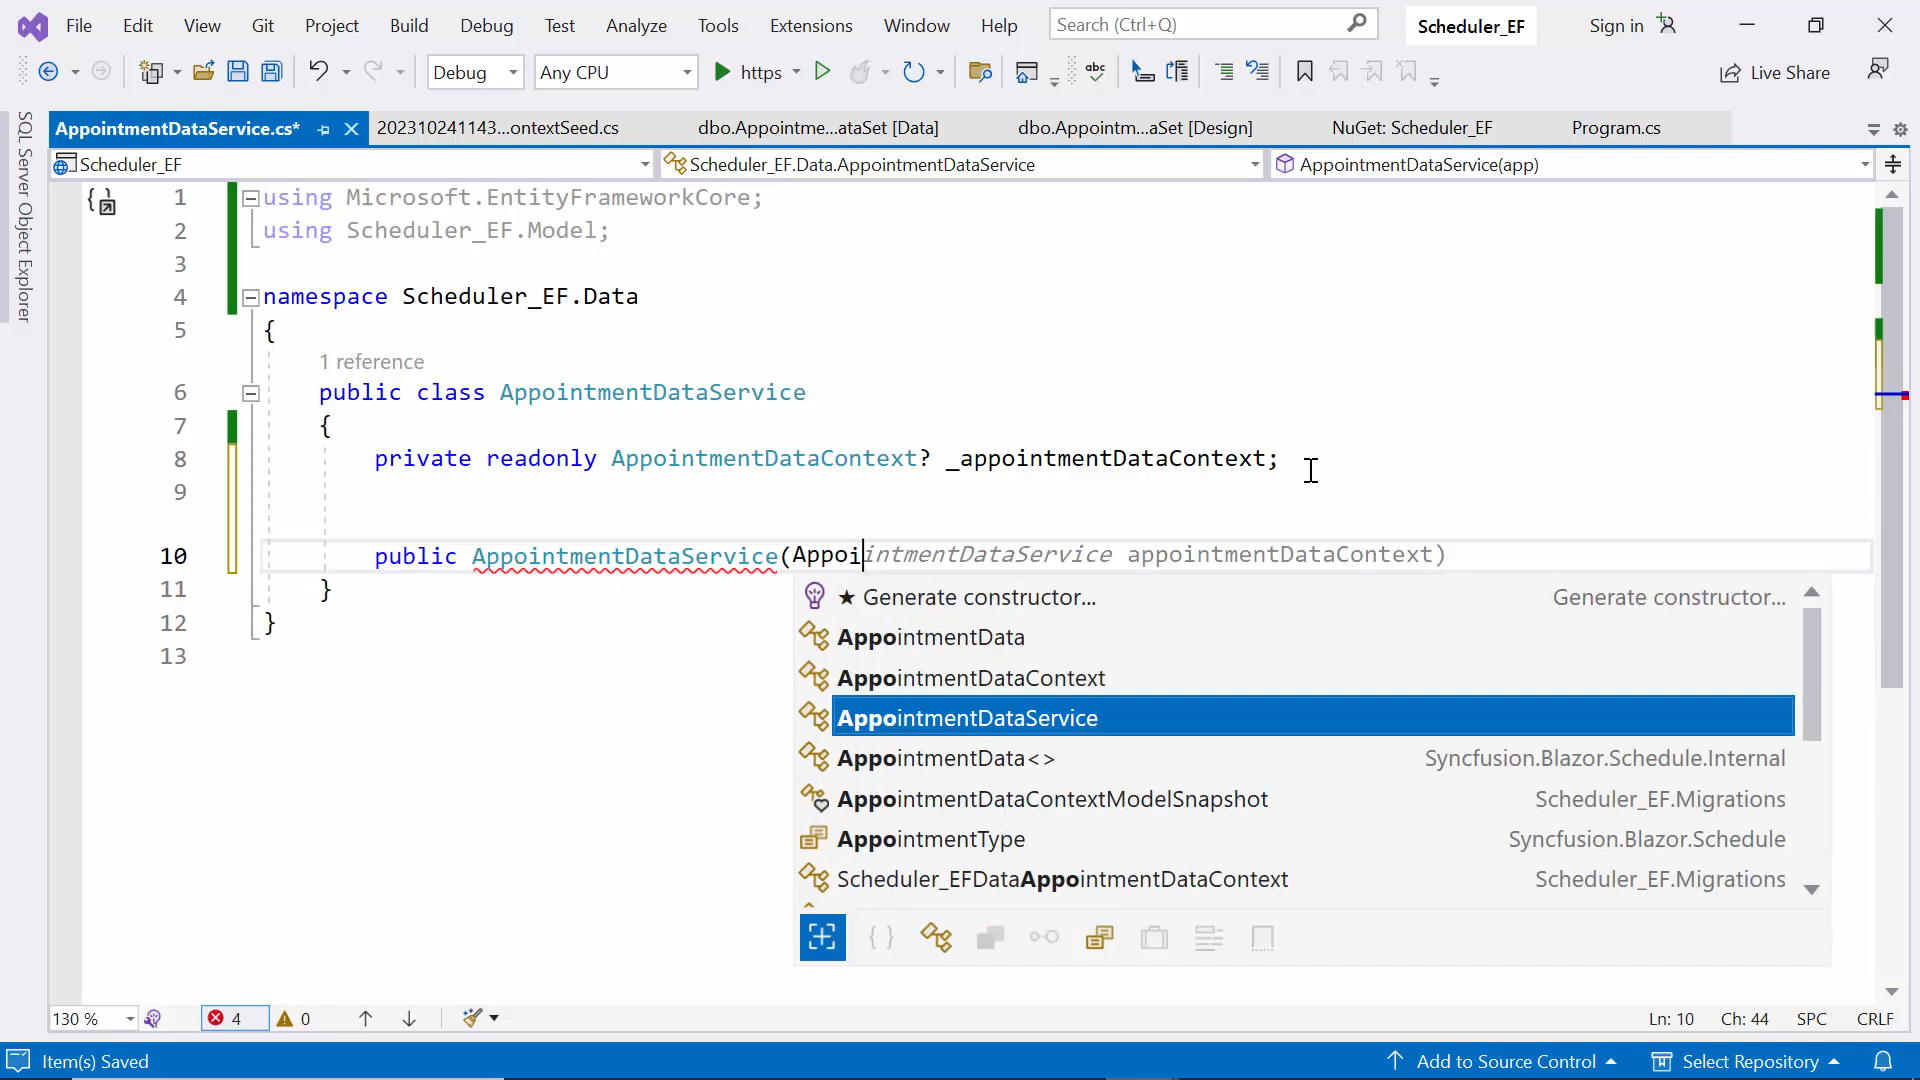 File Edit View Git Project Build Debug Test Analyze Tools Extensions Window Help Search (Ctrl+Q) Scheduler_EF Sign in
Debug Any CPU https Live Share
SQL Server Object Explorer
AppointmentDataService.cs* 202310241143...ontextSeed.cs dbo.Appointme...ataSet [Data] dbo.Appointm...aSet [Design] NuGet: Scheduler_EF Program.cs
Scheduler_EF Scheduler_EF.Data.AppointmentDataService AppointmentDataService(app)
1 using Microsoft.EntityFrameworkCore;
2 using Scheduler_EF.Model;
3
4 namespace Scheduler_EF.Data
5 {
1 reference
6 public class AppointmentDataService
7 {
8 private readonly AppointmentDataContext? _appointmentDataContext;
9
10 public AppointmentDataService(Appointmen​tDataService appointmentDataContext)
11 }
12 }
13
★ Generate constructor... Generate constructor...
AppointmentData
AppointmentDataContext
AppointmentDataService
AppointmentData<> Syncfusion.Blazor.Schedule.Internal
AppointmentDataContextModelSnapshot Scheduler_EF.Migrations
AppointmentType Syncfusion.Blazor.Schedule
Scheduler_EFDataAppointmentDataContext Scheduler_EF.Migrations
130 % 4 0 Ln: 10 Ch: 44 SPC CRLF
Item(s) Saved Add to Source Control Select Repository